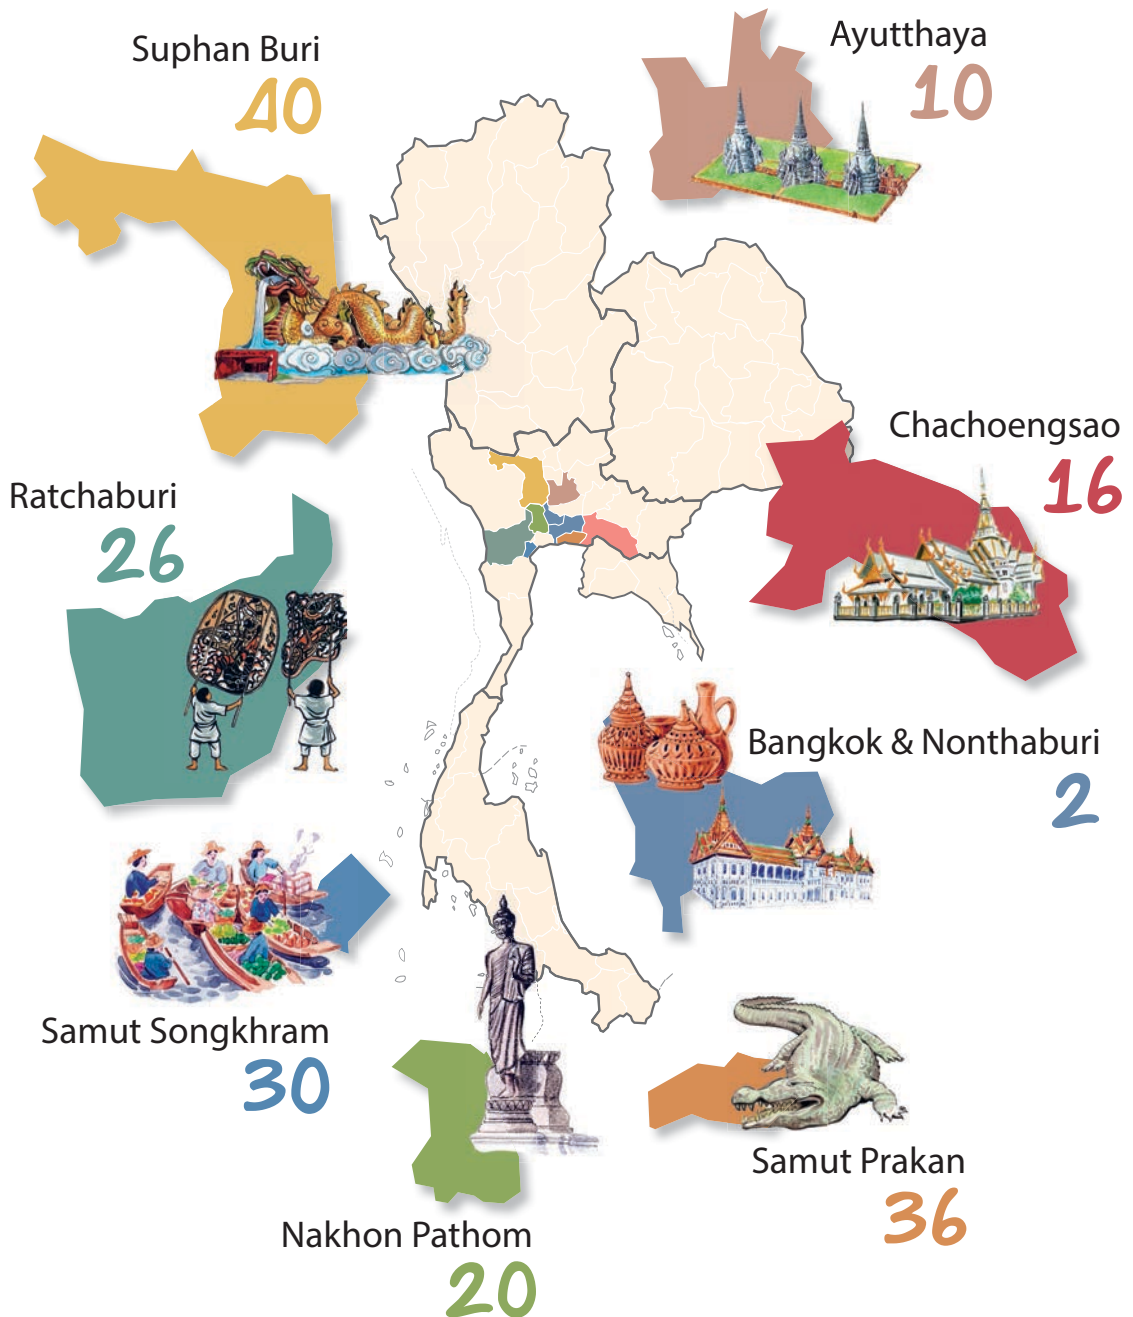 Suphan Buri
40
Ayutthaya
10
Chachoengsao
16
Ratchaburi
26
Bangkok & Nonthaburi
2
Samut Songkhram
30
Samut Prakan
36
Nakhon Pathom
20